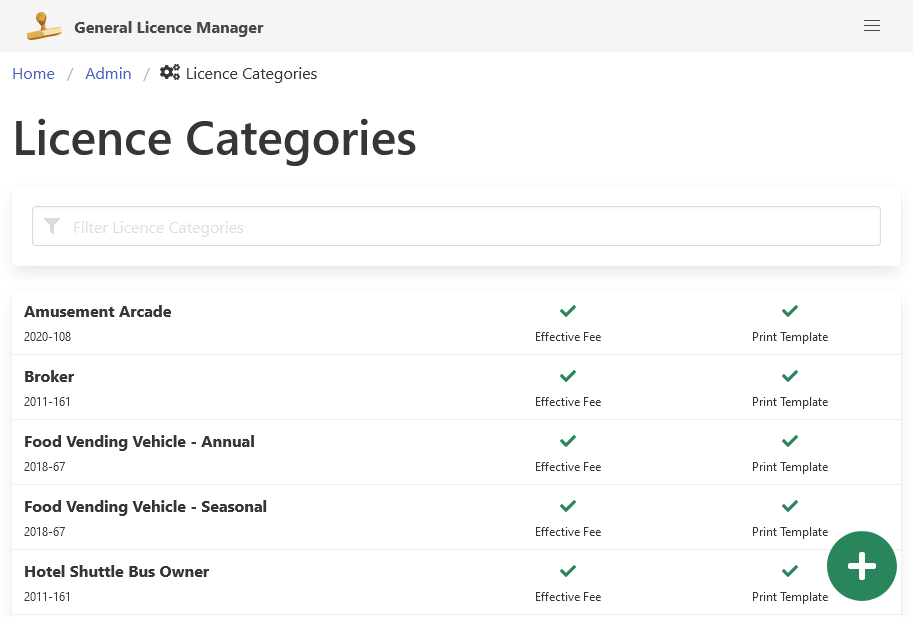 General Licence Manager
Home / Admin / Licence Categories
Licence Categories
Filter Licence Categories
Amusement Arcade
2020-108 Effective Fee Print Template
Broker
2011-161 Effective Fee Print Template
Food Vending Vehicle - Annual
2018-67 Effective Fee Print Template
Food Vending Vehicle - Seasonal
2018-67 Effective Fee Print Template
Hotel Shuttle Bus Owner
2011-161 Effective Fee Print Template